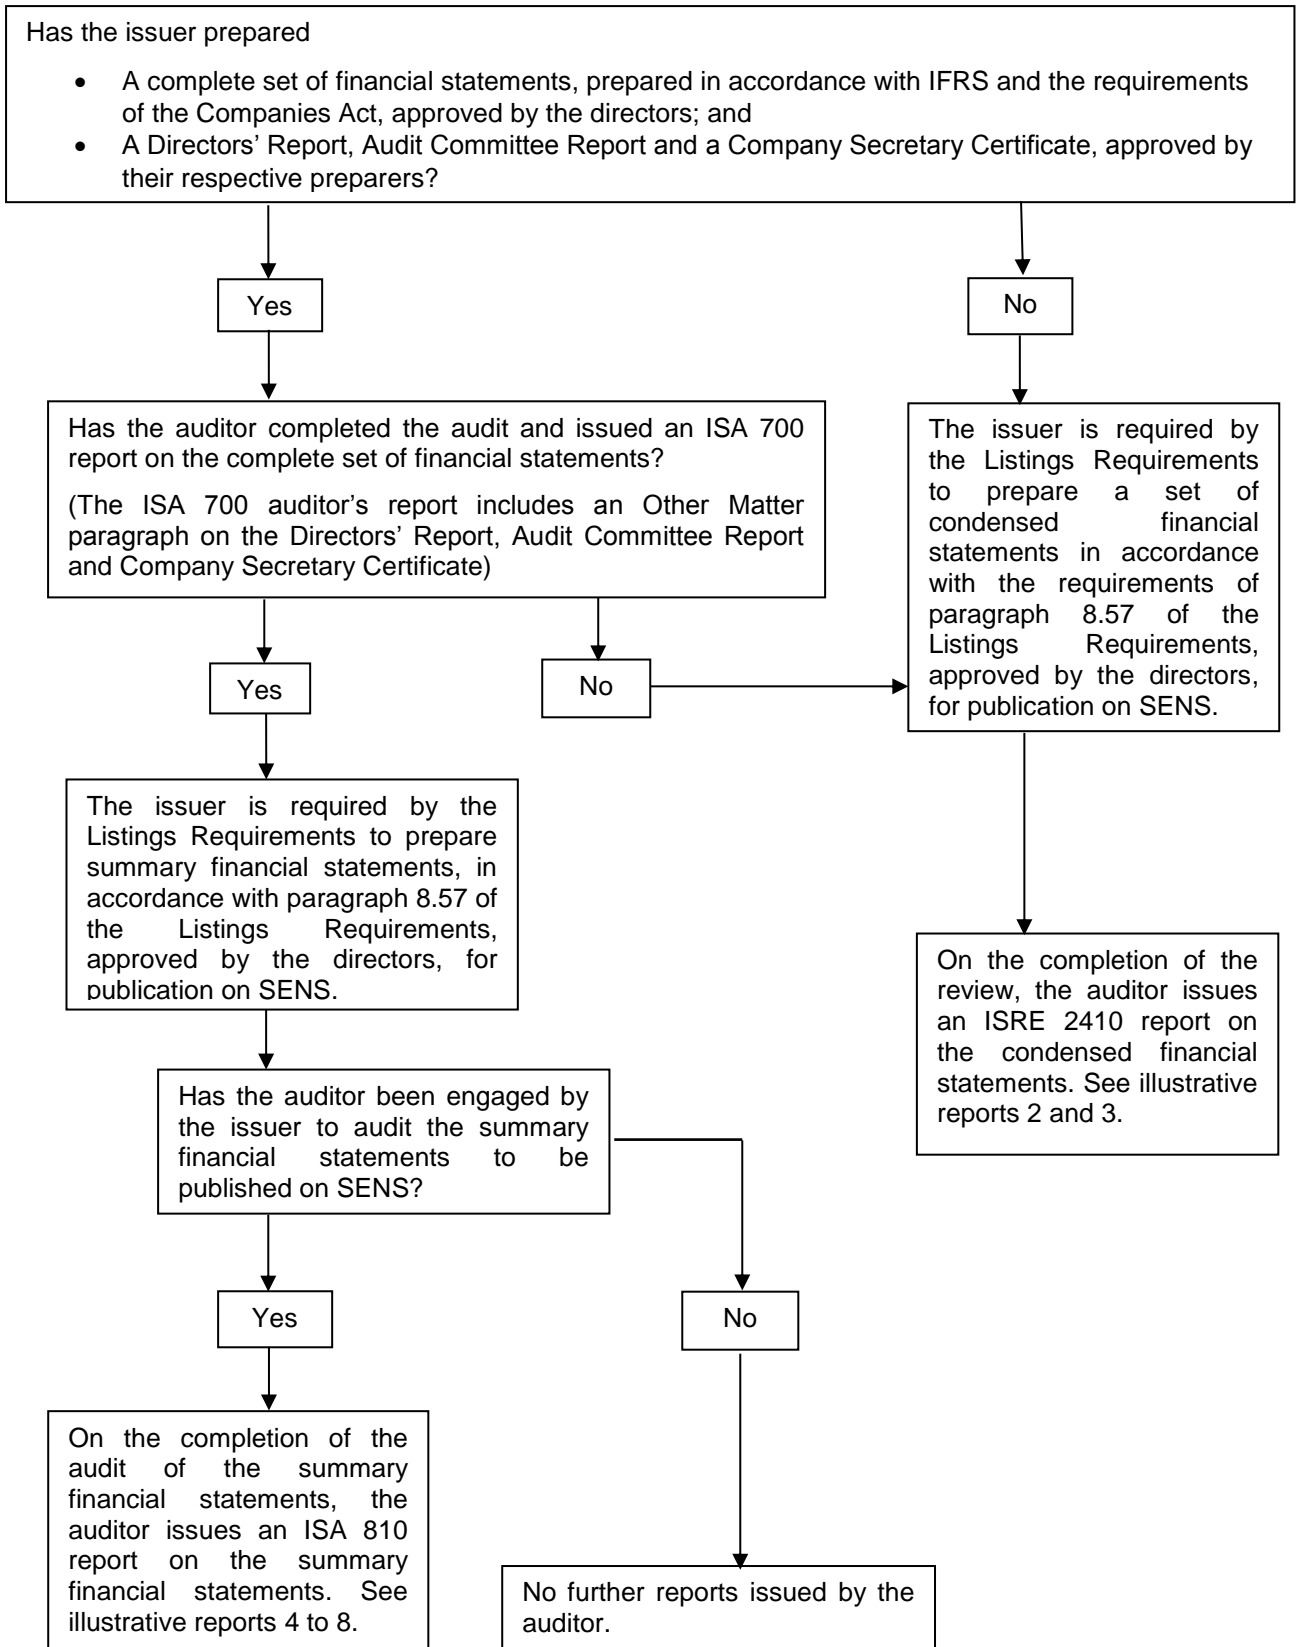 Has the issuer prepared
• A complete set of financial statements, prepared in accordance with IFRS and the requirements
of the Companies Act, approved by the directors; and
• A Directors' Report, Audit Committee Report and a Company Secretary Certificate, approved by
their respective preparers?
Yes
No
Has the auditor completed the audit and issued an ISA 700
report on the complete set of financial statements?
(The ISA 700 auditor's report includes an Other Matter
paragraph on the Directors' Report, Audit Committee Report
and Company Secretary Certificate)
The issuer is required by
the Listings Requirements
to prepare a set of
condensed financial
statements in accordance
with the requirements of
paragraph 8.57 of the
Listings Requirements,
approved by the directors,
for publication on SENS.
Yes
No
The issuer is required by the
Listings Requirements to prepare
summary financial statements, in
accordance with paragraph 8.57 of
the Listings Requirements,
approved by the directors, for
publication on SENS.
On the completion of the
review, the auditor issues
an ISRE 2410 report on
the condensed financial
statements. See illustrative
reports 2 and 3.
Has the auditor been engaged by
the issuer to audit the summary
financial statements to be
published on SENS?
Yes
No
On the completion of the
audit of the summary
financial statements, the
auditor issues an ISA 810
report on the summary
financial statements. See
illustrative reports 4 to 8.
No further reports issued by the
auditor.